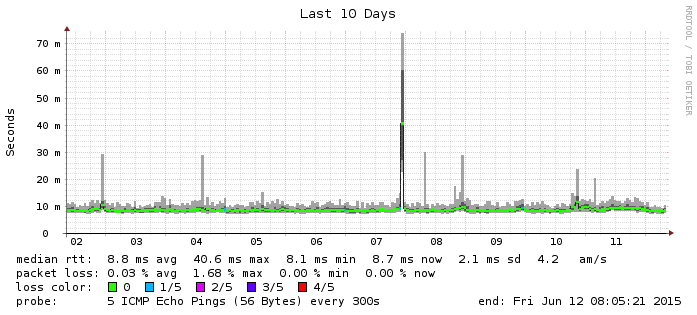 Last 10 Days
RRDTOOL / TOBI OETIKER
Seconds
70 m
60 m
50 m
40 m
30 m
20 m
10 m
0
02 03 04 05 06 07 08 09 10 11
median rtt: 8.8 ms avg 40.6 ms max 8.1 ms min 8.7 ms now 2.1 ms sd 4.2 am/s
packet loss: 0.03 % avg 1.68 % max 0.00 % min 0.00 % now
loss color: 0 1/5 2/5 3/5 4/5
probe: 5 ICMP Echo Pings (56 Bytes) every 300s end: Fri Jun 12 08:05:21 2015